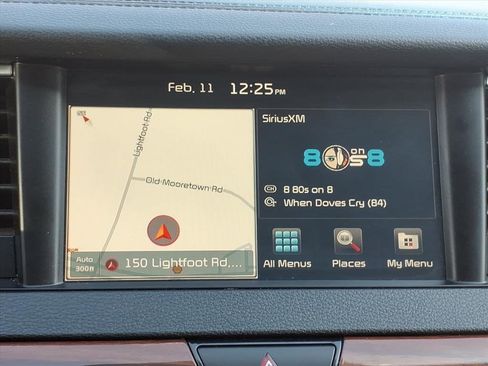 Feb. 11 12:25PM
Lightfoot Rd
Old Mooretown Rd
Auto
300ft
150 Lightfoot Rd,...
SiriusXM
80s on 8
CH 8 80s on 8
When Doves Cry (84)
All Menus
Places
My Menu